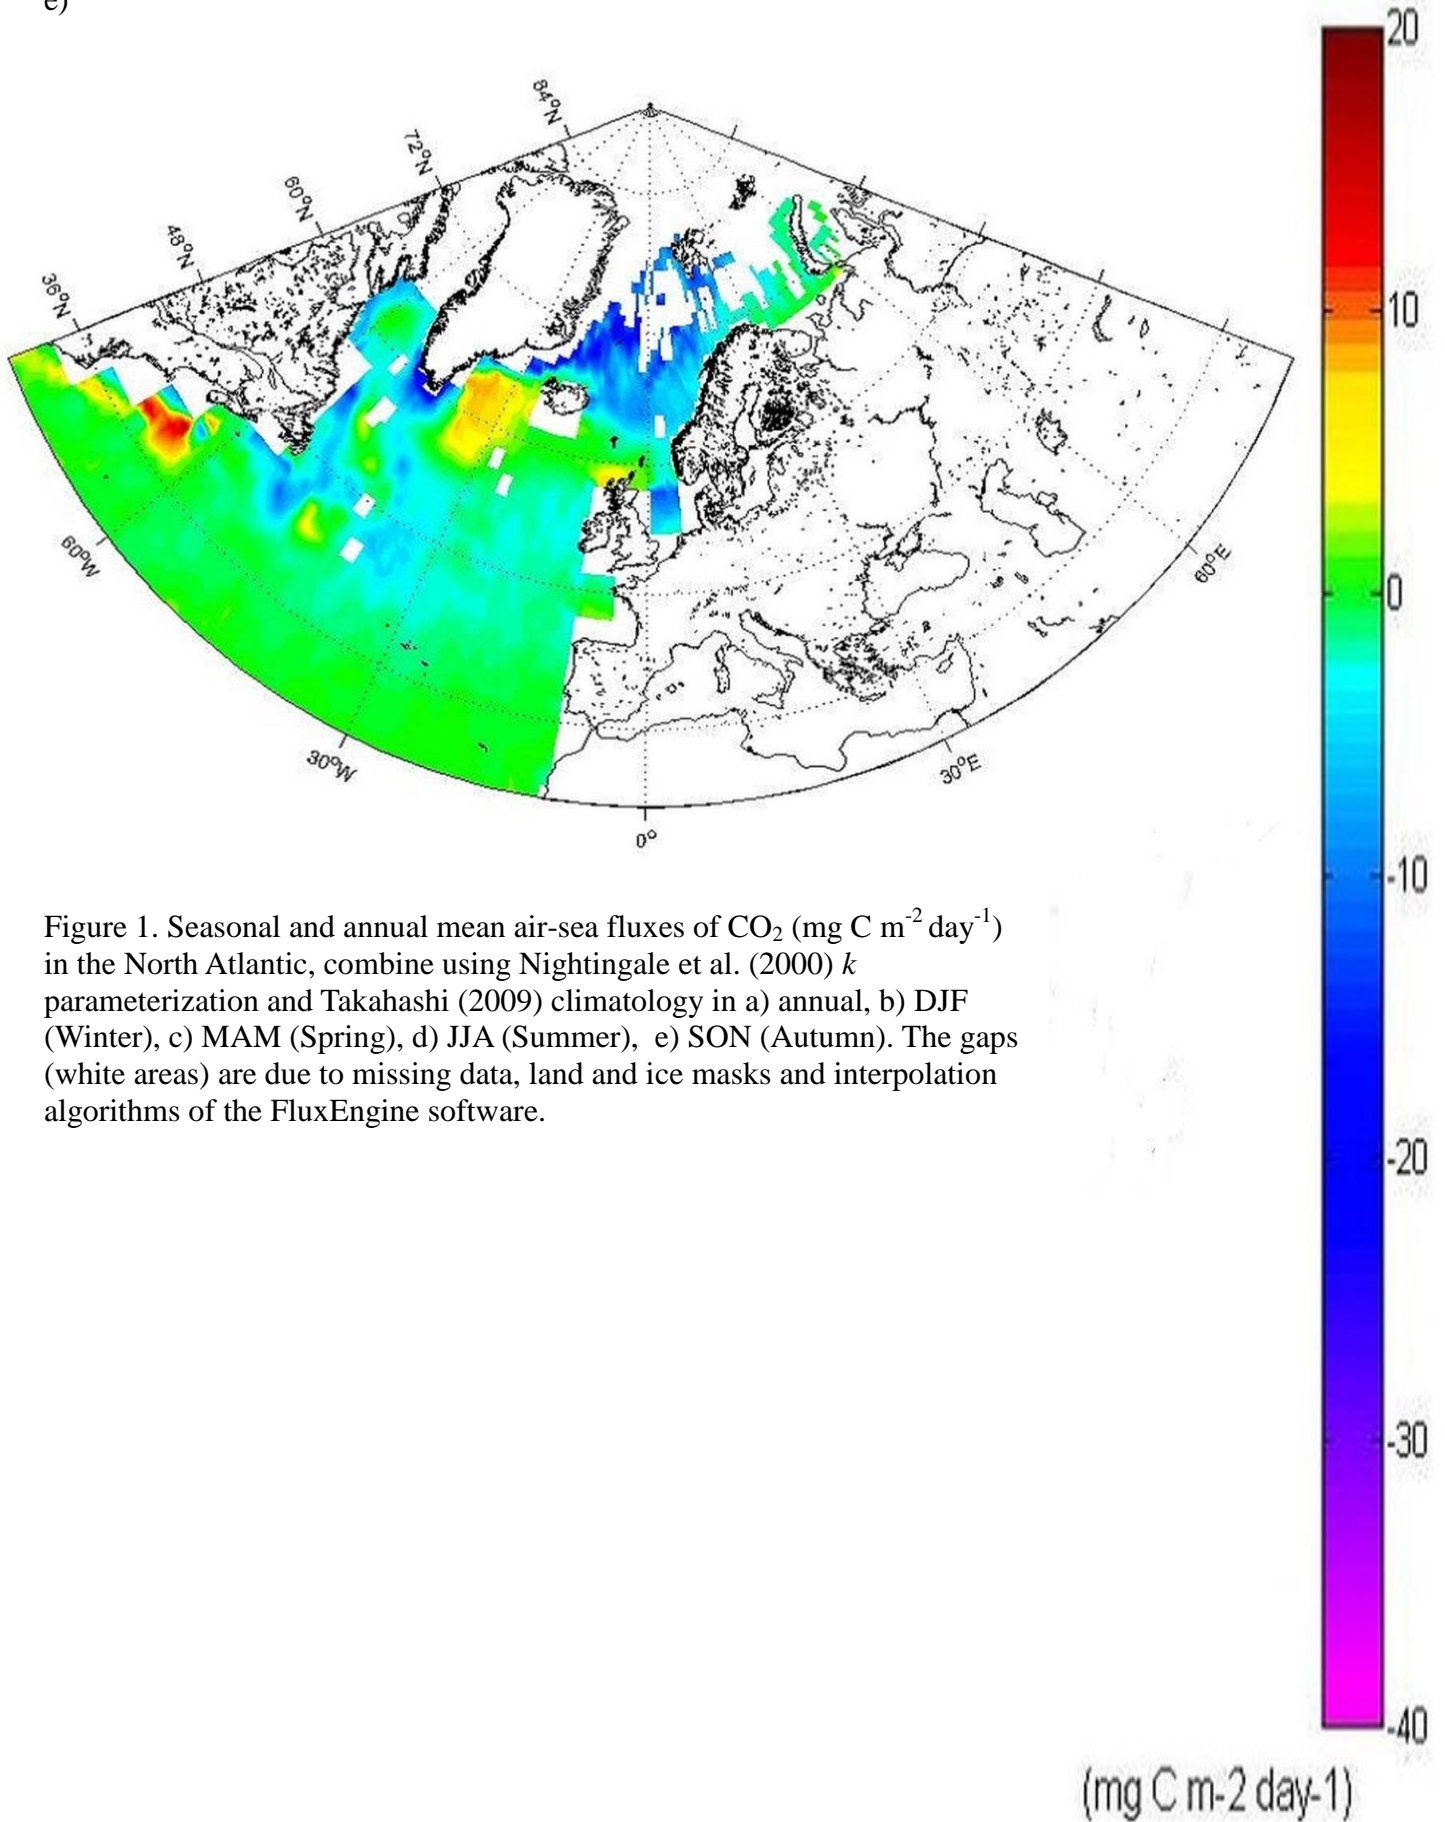 e)
84°N
72°N
60°N
48°N
36°N
60°W
30°W
0°
30°E
60°E
20
10
0
-10
-20
-30
-40
(mg C m-2 day-1)
Figure 1. Seasonal and annual mean air-sea fluxes of CO₂ (mg C m⁻² day⁻¹)
in the North Atlantic, combine using Nightingale et al. (2000) k
parameterization and Takahashi (2009) climatology in a) annual, b) DJF
(Winter), c) MAM (Spring), d) JJA (Summer),  e) SON (Autumn). The gaps
(white areas) are due to missing data, land and ice masks and interpolation
algorithms of the FluxEngine software.